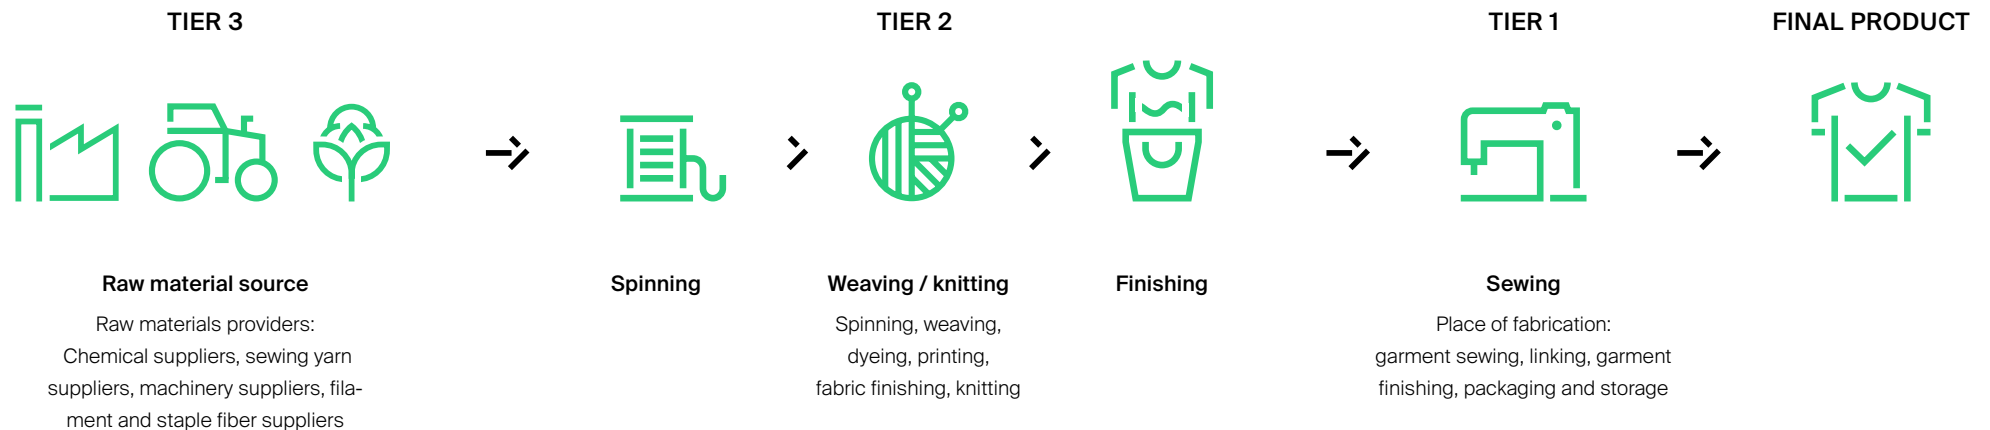 TIER 3
TIER 2
TIER 1
FINAL PRODUCT
Raw material source
Raw materials providers:
Chemical suppliers, sewing yarn
suppliers, machinery suppliers, fila-
ment and staple fiber suppliers
Spinning
Weaving / knitting
Spinning, weaving,
dyeing, printing,
fabric finishing, knitting
Finishing
Sewing
Place of fabrication:
garment sewing, linking, garment
finishing, packaging and storage